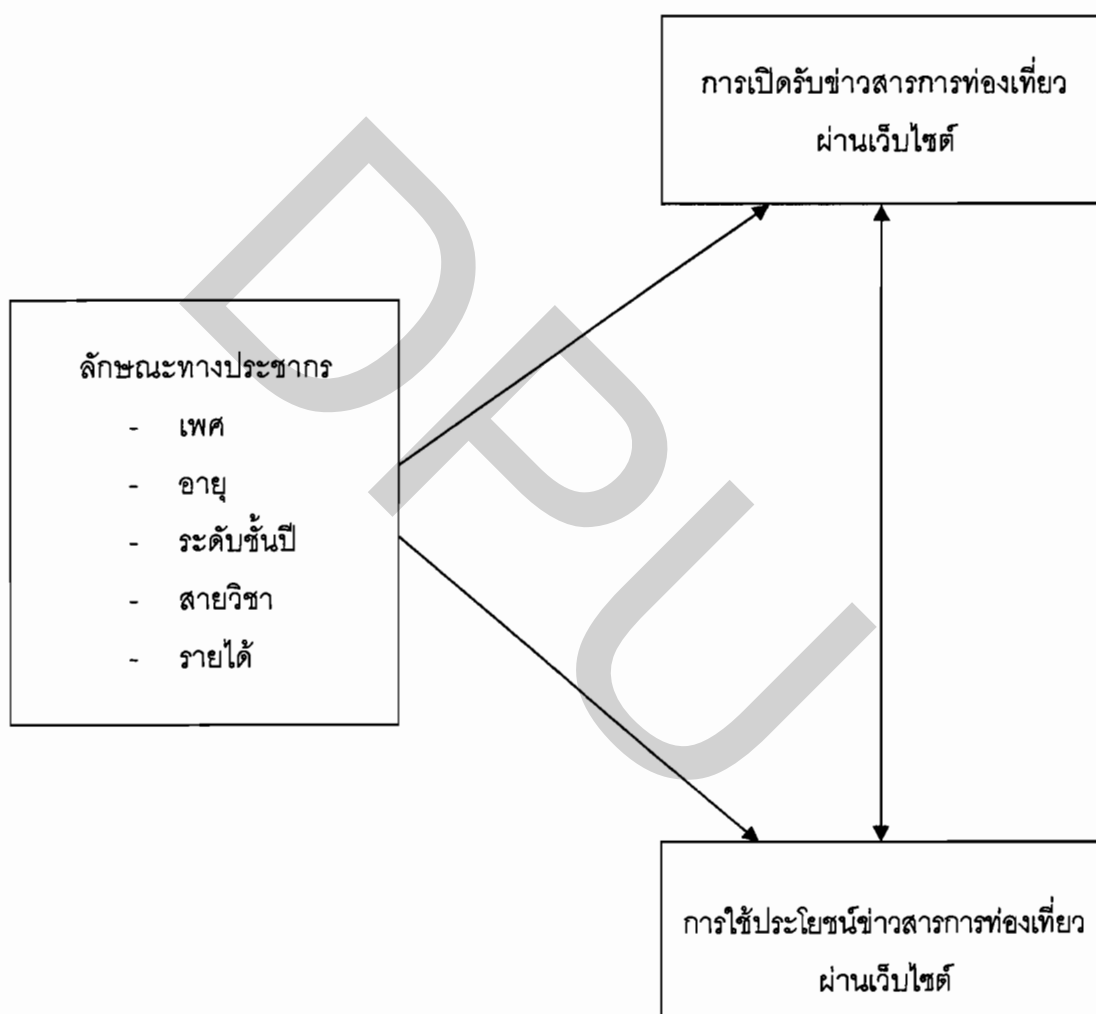 การเปิดรับข่าวสารการท่องเที่ยว
ผ่านเว็บไซต์
ลักษณะทางประชากร
- เพศ
- อายุ
- ระดับชั้นปี
- สายวิชา
- รายได้
การใช้ประโยชน์ข่าวสารการท่องเที่ยว
ผ่านเว็บไซต์
DPU